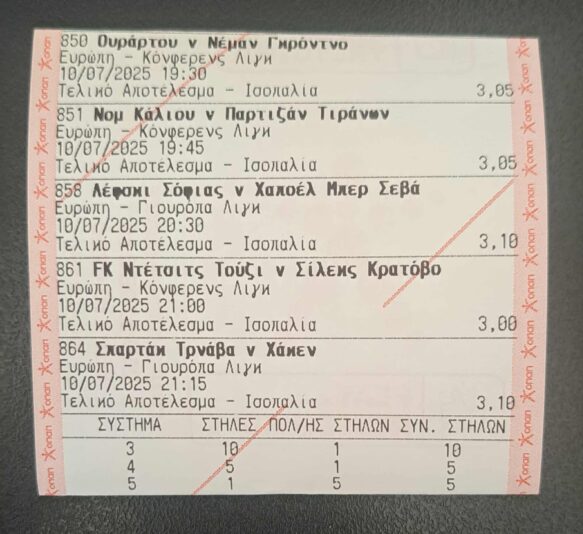 850 Ουράρτου v Νέμαν Γκρόντνο
Ευρώπη - Κόνφερενς Λιγκ
10/07/2025 19:30
Τελικό Αποτέλεσμα - Ισοπαλία 3,05
851 Νομ Κάλιου v Παρτιζάν Τιράνων
Ευρώπη - Κόνφερενς Λιγκ
10/07/2025 19:45
Τελικό Αποτέλεσμα - Ισοπαλία 3,05
858 Λέφσκι Σόφιας v Χαποέλ Μπερ Σεβά
Ευρώπη - Γιουρόπα Λιγκ
10/07/2025 20:30
Τελικό Αποτέλεσμα - Ισοπαλία 3,10
861 FK Ντέτσιτς Τούζι v Σίλεκς Κρατόβο
Ευρώπη - Κόνφερενς Λιγκ
10/07/2025 21:00
Τελικό Αποτέλεσμα - Ισοπαλία 3,00
864 Σπαρτάκ Τρνάβα v Χάκεν
Ευρώπη - Γιουρόπα Λιγκ
10/07/2025 21:15
Τελικό Αποτέλεσμα - Ισοπαλία 3,10
ΣΥΣΤΗΜΑ ΣΤΗΛΕΣ ΠΟΛ/ΗΣ ΣΤΗΛΩΝ ΣΥΝ. ΣΤΗΛΩΝ
3 10 1 10
4 5 1 5
5 1 5 5